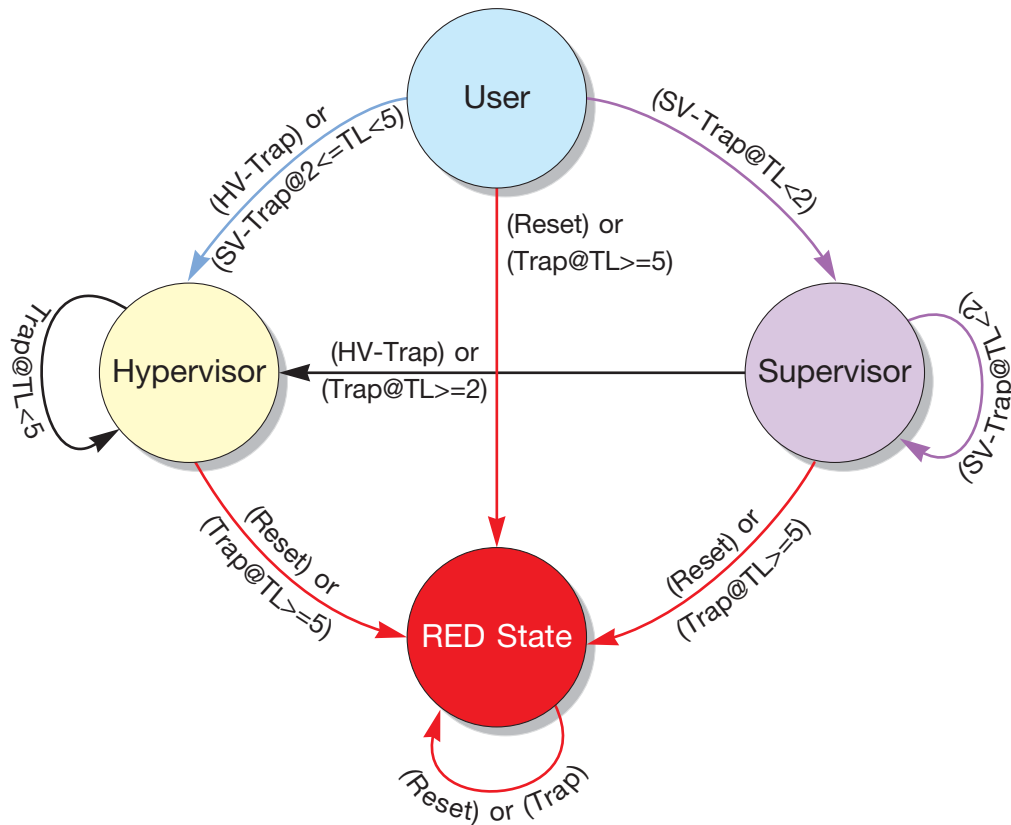 User
(HV-Trap) or
(SV-Trap@2<=TL<5)
(SV-Trap@TL<2)
(Reset) or
(Trap@TL>=5)
Trap@TL<5
Hypervisor
(HV-Trap) or
(Trap@TL>=2)
Supervisor
(SV-Trap@TL<2)
(Reset) or
(Trap@TL>=5)
(Reset) or
(Trap@TL>=5)
RED State
(Reset) or (Trap)